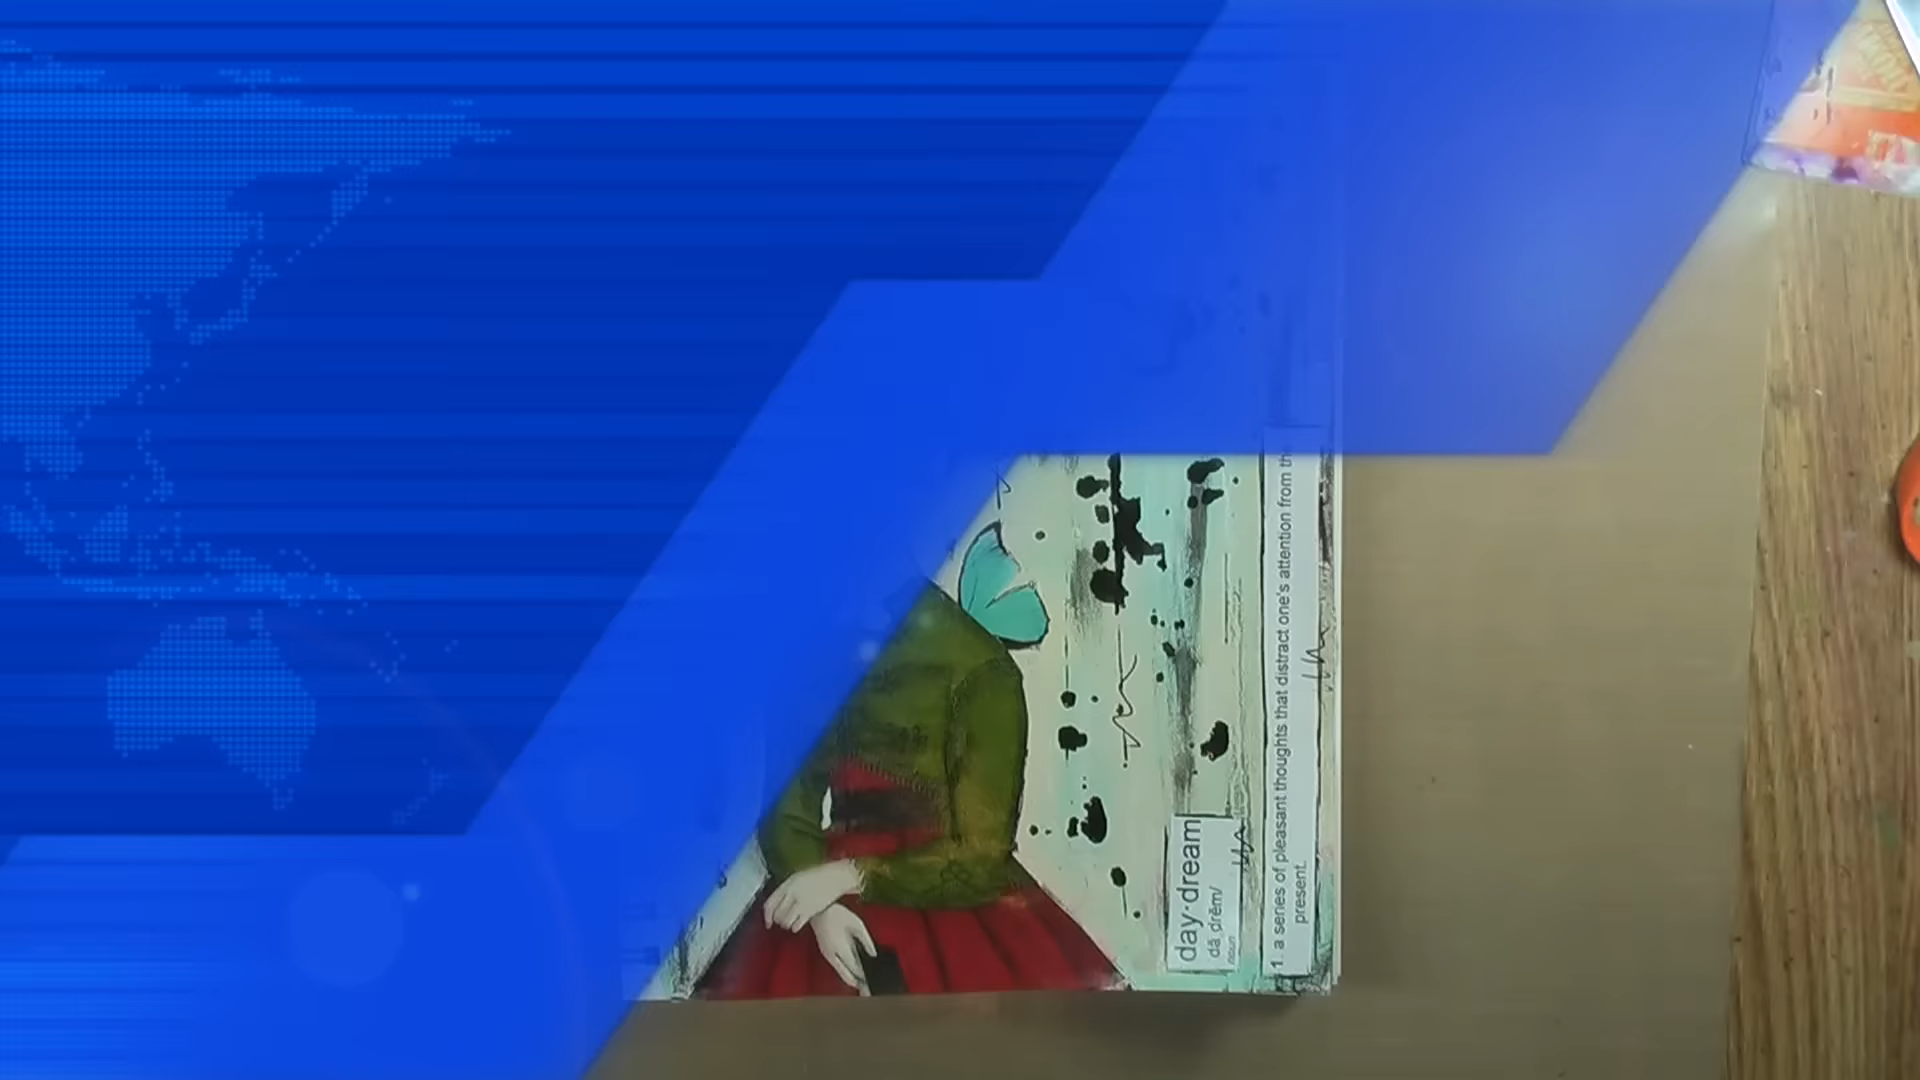 day·dream
dā drēm/
noun
1. a series of pleasant thoughts that distract one's attention from the
present.